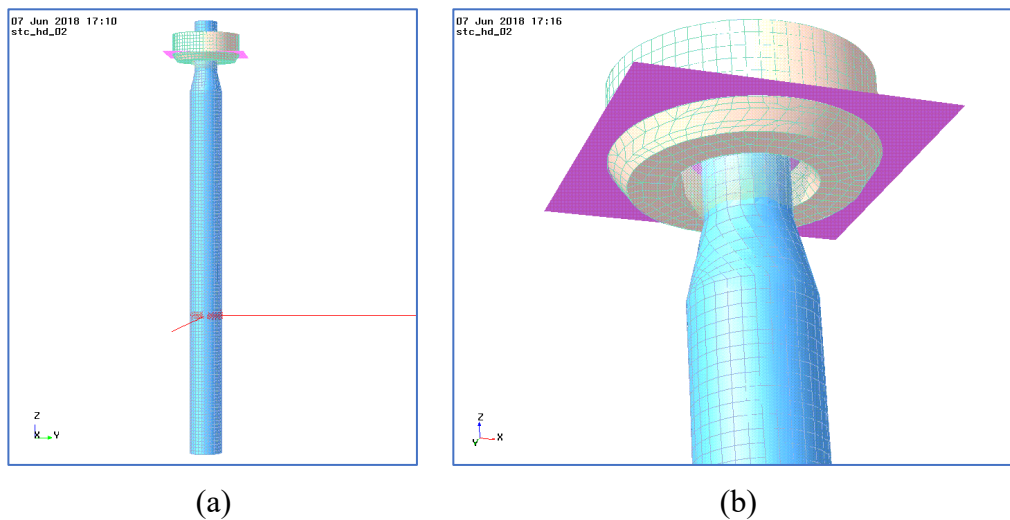 07 Jun 2018 17:10
stc_hd_02
Z
X Y
07 Jun 2018 17:16
stc_hd_02
Z
X
Y
(a)
(b)